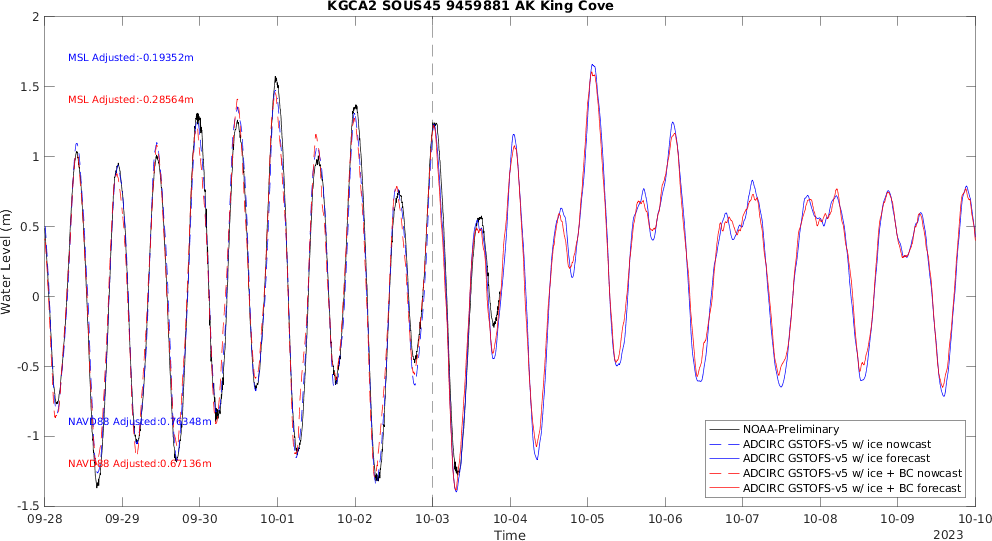 KGCA2 SOUS45 9459881 AK King Cove
Water Level (m)
2
1.5
1
0.5
0
-0.5
-1
-1.5
MSL Adjusted:-0.19352m
MSL Adjusted:-0.28564m
NAVD88 Adjusted:0.76348m
NAVD88 Adjusted:0.67136m
NOAA-Preliminary
ADCIRC GSTOFS-v5 w/ ice nowcast
ADCIRC GSTOFS-v5 w/ ice forecast
ADCIRC GSTOFS-v5 w/ ice + BC nowcast
ADCIRC GSTOFS-v5 w/ ice + BC forecast
09-28 09-29 09-30 10-01 10-02 10-03 10-04 10-05 10-06 10-07 10-08 10-09 10-10
Time
2023